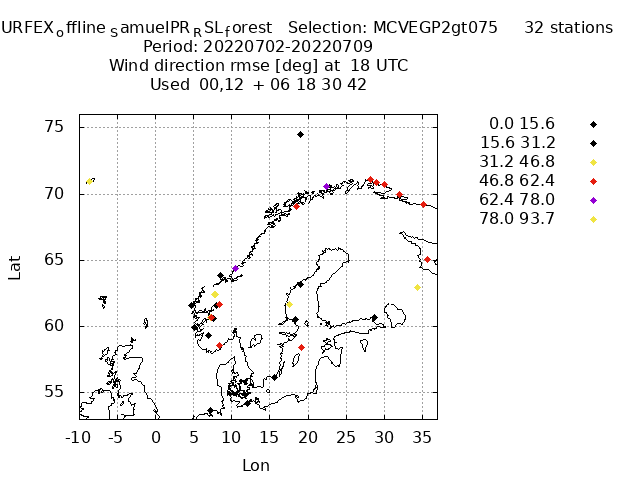 URFEXoffline SamuelPRRSLforest Selection: MCVEGP2gt075 32 stations
Period: 20220702-20220709
Wind direction rmse [deg] at 18 UTC
Used 00,12 + 06 18 30 42
0.0 15.6
15.6 31.2
31.2 46.8
46.8 62.4
62.4 78.0
78.0 93.7
75
70
65
60
55
Lat
-10 -5 0 5 10 15 20 25 30 35
Lon